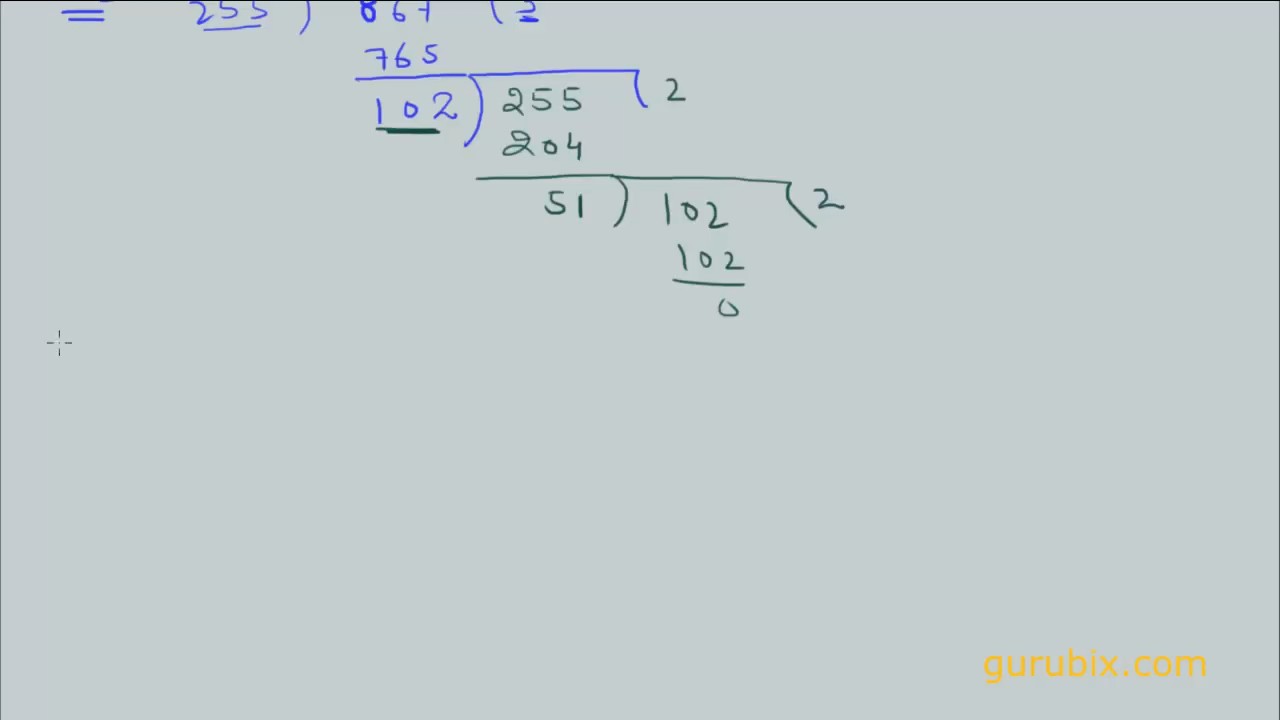 = 255 ) 867 ( 3
765
102 ) 255 ( 2
204
51 ) 102 ( 2
102
0
gurubix.com